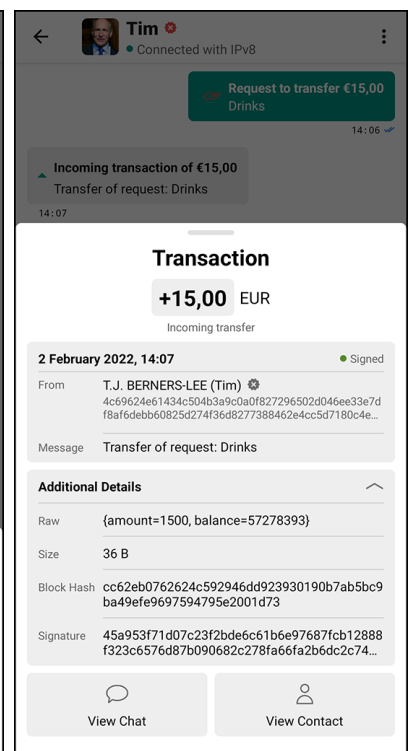 Tim
Connected with IPv8
Request to transfer €15,00
Drinks
14:06
Incoming transaction of €15,00
Transfer of request: Drinks
14:07
Transaction
+15,00 EUR
Incoming transfer
2 February 2022, 14:07 Signed
From T.J. BERNERS-LEE (Tim)
4c69624e61434c504b3a9c0a0f827296502d046ee33e7d
f8af6debb60825d274f36d8277388462e4cc5d7180c4e...
Message Transfer of request: Drinks
Additional Details
Raw {amount=1500, balance=57278393}
Size 36 B
Block Hash cc62eb0762624c592946dd923930190b7ab5bc9
ba49efe9697594795e2001d73
Signature 45a953f71d07c23f2bde6c61b6e97687fcb12888
f323c6576d87b090682c278fa66fa2b6dc2c74...
View Chat View Contact